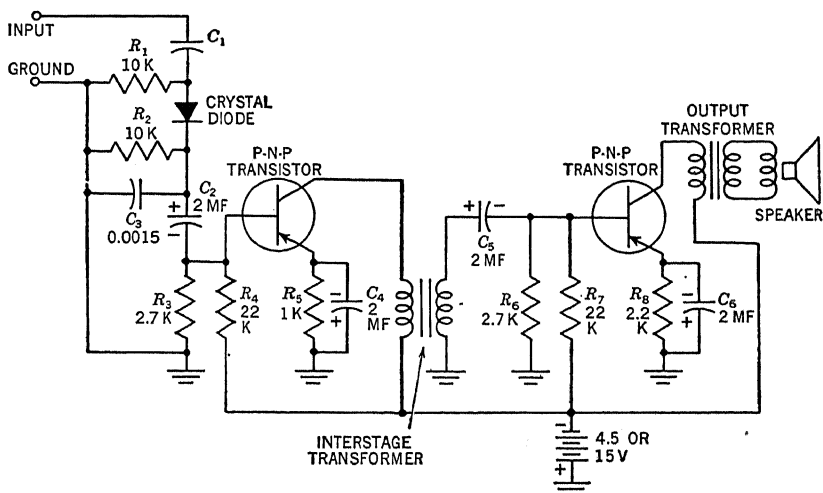 INPUT
C1
R1
10 K
GROUND
CRYSTAL
DIODE
R2
10 K
P-N-P
TRANSISTOR
C2
2 MF
+
−
C3
0.0015
R3
2.7 K
R4
22
K
R5
1 K
−
+
C4
2
MF
INTERSTAGE
TRANSFORMER
+ −
C5
2 MF
R6
2.7 K
R7
22
K
P-N-P
TRANSISTOR
R8
2.2
K
−
+
C6
2 MF
OUTPUT
TRANSFORMER
SPEAKER
−
+
4.5 OR
15 V